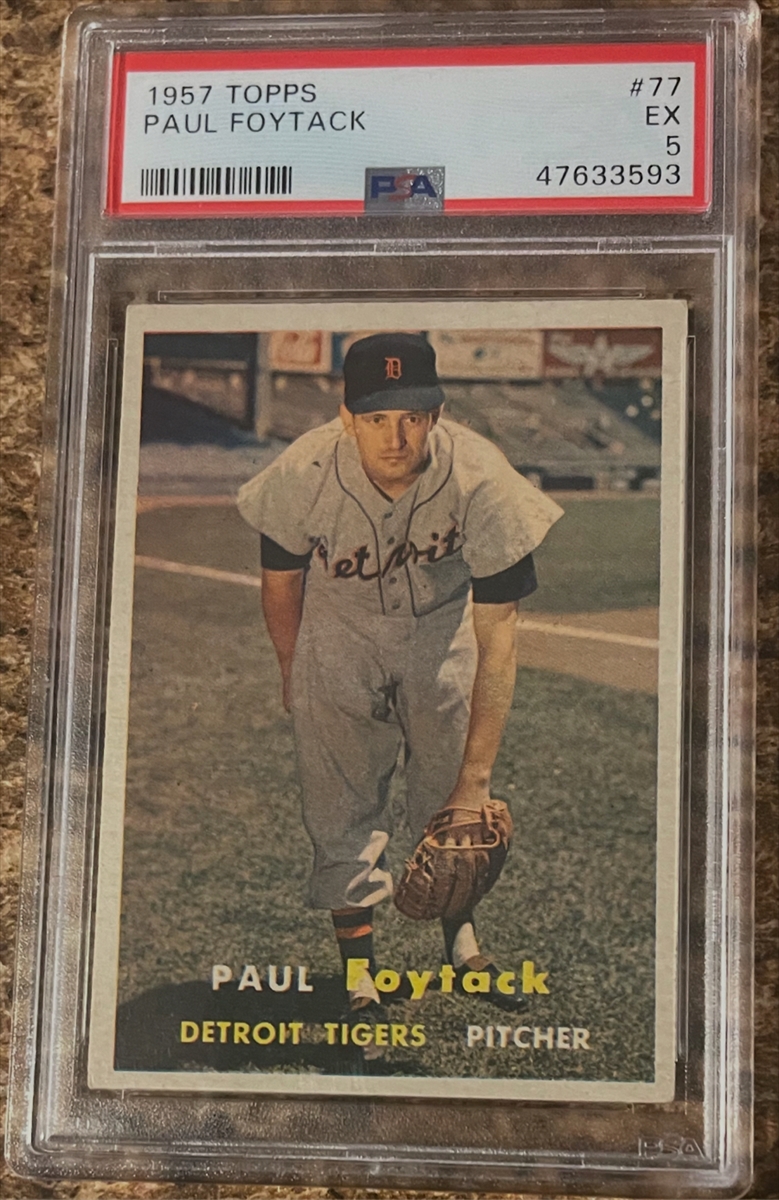 1957 TOPPS #77
PAUL FOYTACK EX
5
PSA 47633593
D
Detroit
PAUL Foytack
DETROIT TIGERS PITCHER
PSA